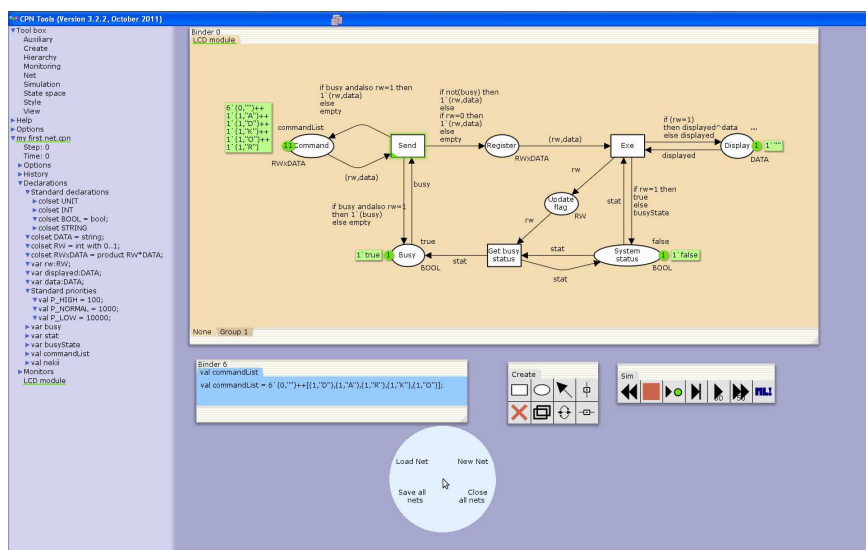 CPN Tools (Version 3.2.2, October 2011)
Tool box
Auxiliary
Create
Hierarchy
Monitoring
Net
Simulation
State space
Style
View
Help
Options
my first net.cpn
Step: 0
Time: 0
Options
History
Declarations
Standard declarations
colset UNIT
colset INT
colset BOOL = bool;
colset STRING
colset DATA = string;
colset RW = int with 0..1;
colset RWxDATA = product RW*DATA;
var rw:RW;
var displayed:DATA;
var data:DATA;
Standard priorities
val P_HIGH = 100;
val P_NORMAL = 1000;
val P_LOW = 10000;
var busy
var stat
var busyState
val commandList
val nekii
Monitors
LCD module
Binder 0
LCD module
6`(0,"")++
1`(1,"A")++
1`(1,"D")++
1`(1,"K")++
1`(1,"O")++
1`(1,"R")
if busy andalso rw=1 then
1`(rw,data)
else
empty
commandList
11
Command
RWxDATA
(rw,data)
Send
if not(busy) then
1`(rw,data)
else
if rw=0 then
1`(rw,data)
else
empty
Register
RWxDATA
(rw,data)
Exe
if (rw=1)
then displayed^data
else displayed
displayed
...
Display
1
1`""
DATA
busy
if busy andalso rw=1
then 1`(busy)
else empty
true
1`true
1
Busy
BOOL
stat
rw
Update
flag
RW
rw
Get busy
status
stat
stat
stat
if rw=1 then
true
else
busyState
false
System
status
1
1`false
BOOL
None
Group 1
Binder 6
val commandList
val commandList = 6`(0,"")++[(1,"D"),(1,"A"),(1,"R"),(1,"K"),(1,"O")];
Create
Sim
50
ML!
Load Net
New Net
Save all
nets
Close
all nets